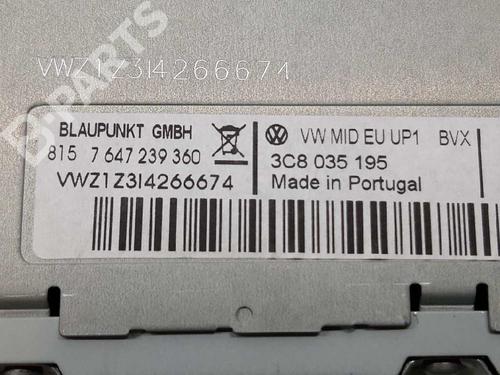 VWZ1Z3I4266674
B-PARTS
BLAUPUNKT GMBH
815 7 647 239 360
VWZ1Z3I4266674
VW MID EU UP1 BVX
3C8 035 195
Made in Portugal